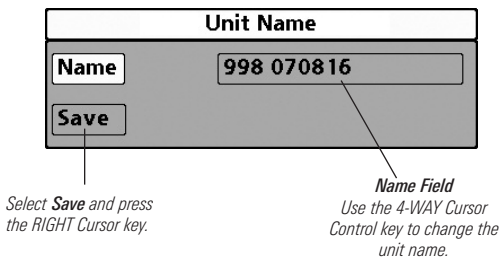 Unit Name
Name 998 070816
Save
Select Save and press
the RIGHT Cursor key.
Name Field
Use the 4-WAY Cursor
Control key to change the
unit name.